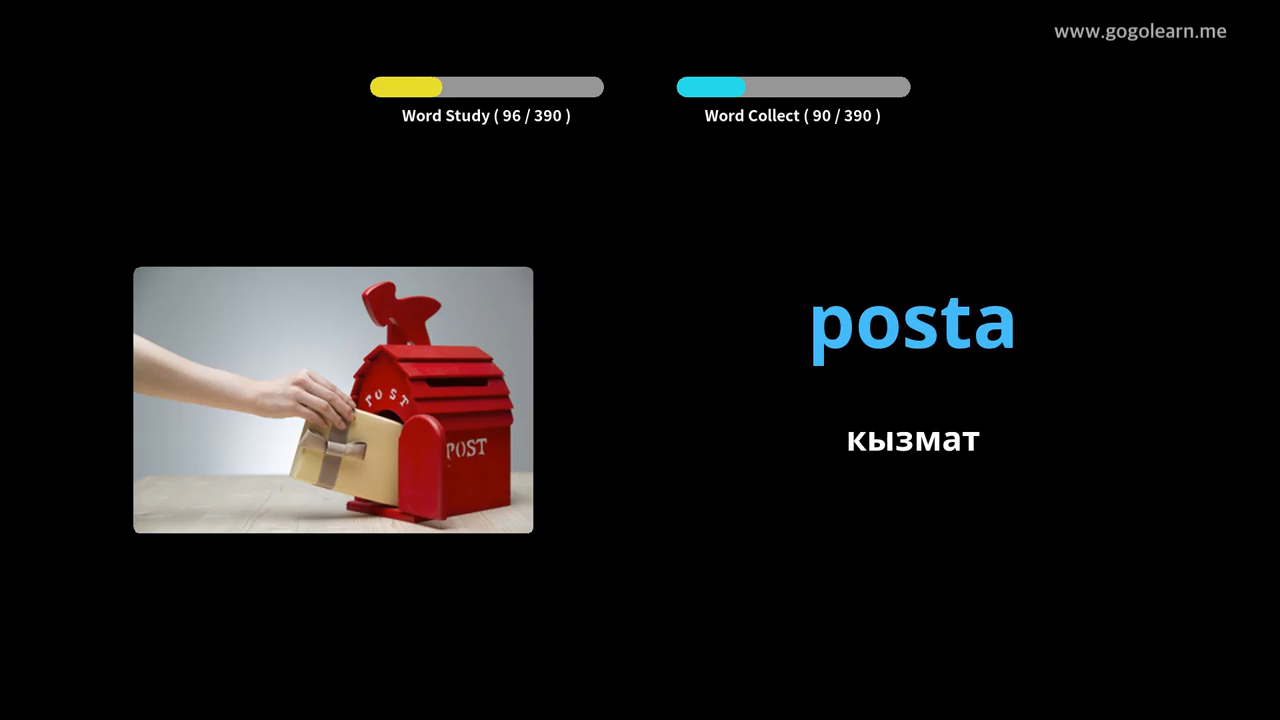 www.gogolearn.me
Word Study ( 96 / 390 )
Word Collect ( 90 / 390 )
POST
POST
posta
кызмат